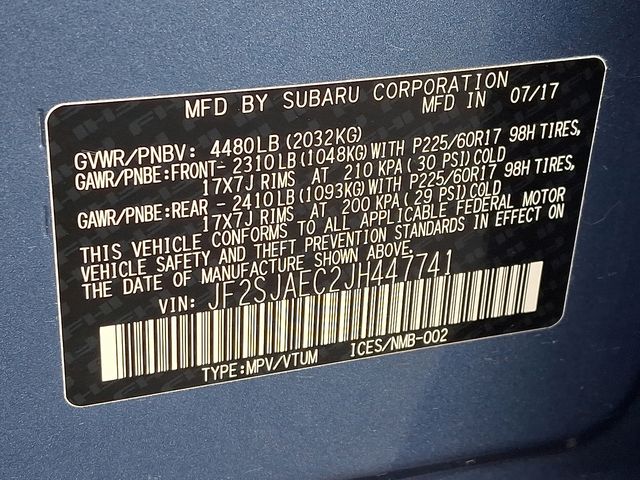 MFD BY SUBARU CORPORATION
MFD IN 07/17
GVWR/PNBV: 4480LB(2032KG)
GAWR/PNBE:FRONT- 2310LB(1048KG)WITH P225/60R17 98H TIRES,
17X7J RIMS AT 210 KPA(30 PSI)COLD
GAWR/PNBE:REAR - 2410LB(1093KG)WITH P225/60R17 98H TIRES,
17X7J RIMS AT 200 KPA(29 PSI)COLD
THIS VEHICLE CONFORMS TO ALL APPLICABLE FEDERAL MOTOR
VEHICLE SAFETY AND THEFT PREVENTION STANDARDS IN EFFECT ON
THE DATE OF MANUFACTURE SHOWN ABOVE.
VIN: JF2SJAEC2JH447741
TYPE:MPV/VTUM ICES/NMB-002